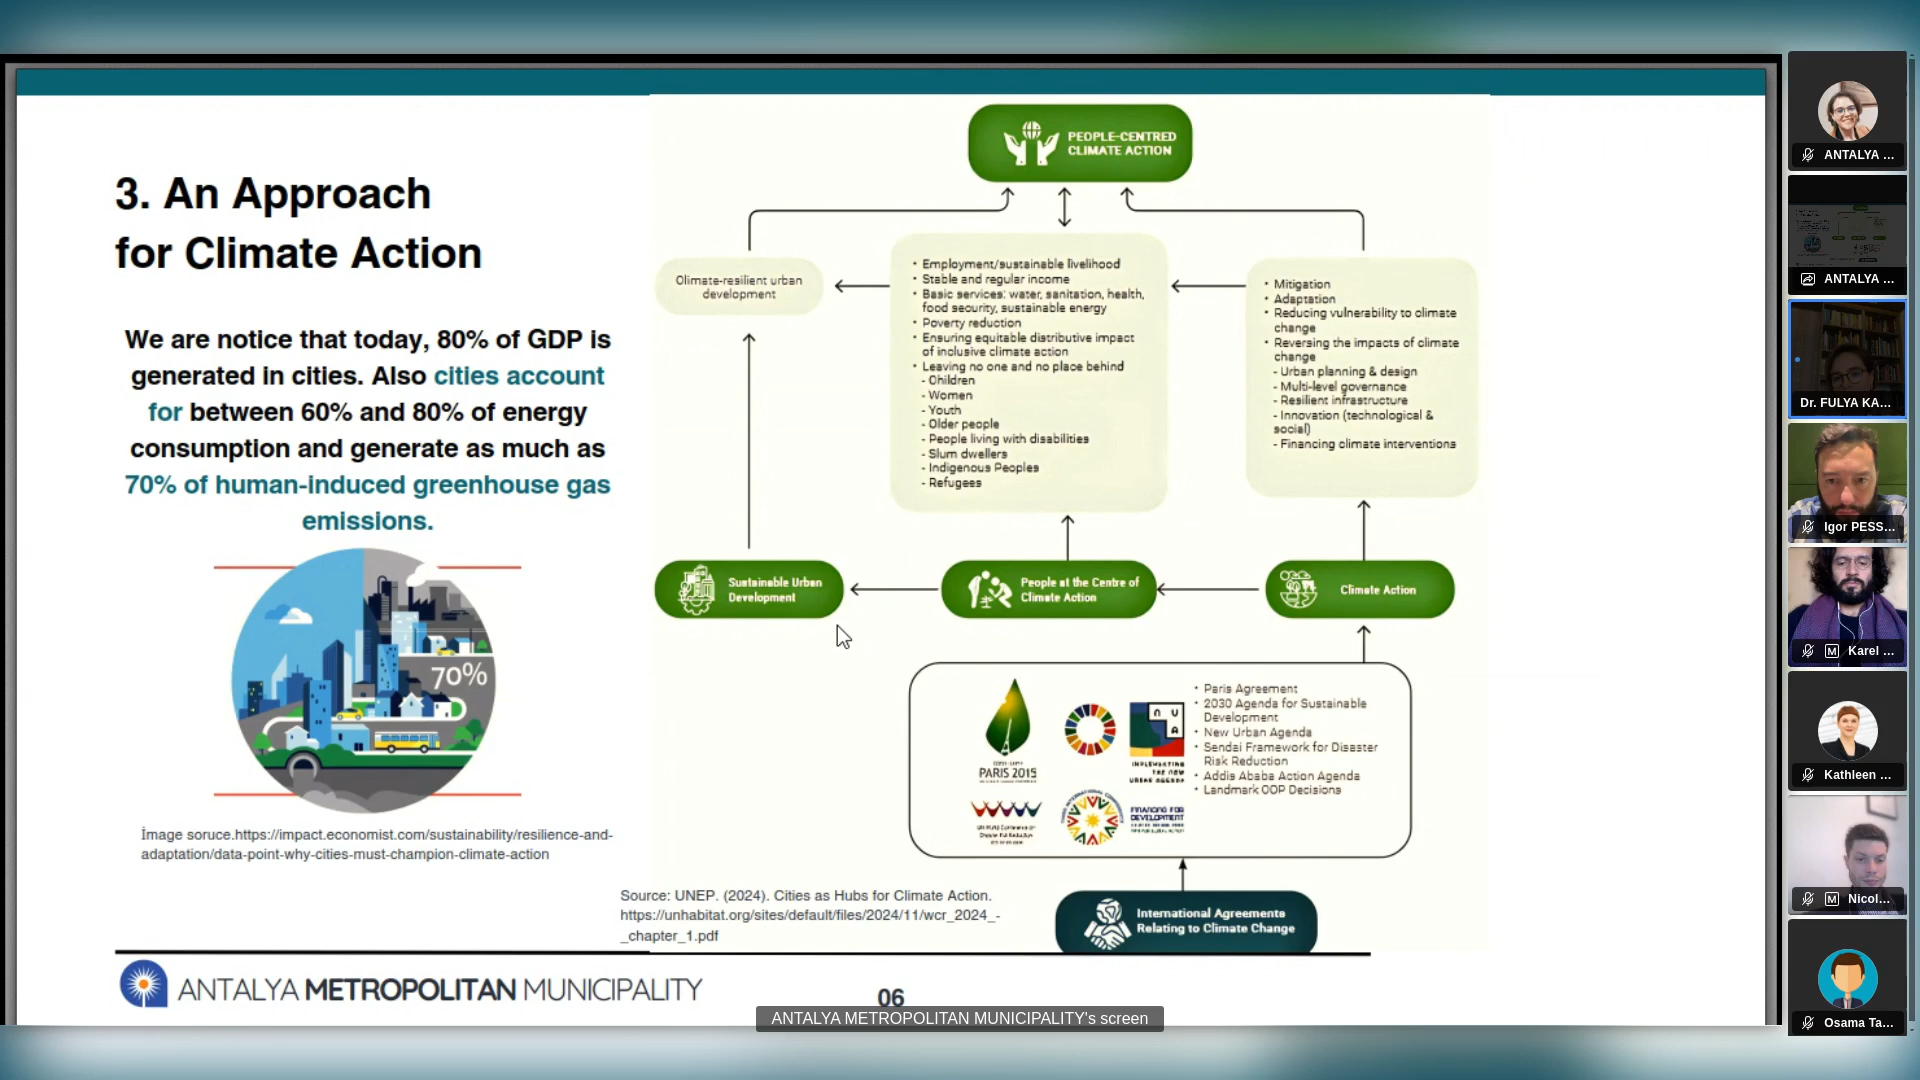 3. An Approach
for Climate Action
We are notice that today, 80% of GDP is
generated in cities. Also cities account
for between 60% and 80% of energy
consumption and generate as much as
70% of human-induced greenhouse gas
emissions.
70%
İmage soruce.https://impact.economist.com/sustainability/resilience-and-
adaptation/data-point-why-cities-must-champion-climate-action
PEOPLE-CENTRED
CLIMATE ACTION
Climate-resilient urban
development
• Employment/sustainable livelihood
• Stable and regular income
• Basic services: water, sanitation, health,
food security, sustainable energy
• Poverty reduction
• Ensuring equitable distributive impact
of inclusive climate action
• Leaving no one and no place behind
- Children
- Women
- Youth
- Older people
- People living with disabilities
- Slum dwellers
- Indigenous Peoples
- Refugees
• Mitigation
• Adaptation
• Reducing vulnerability to climate
change
• Reversing the impacts of climate
change
- Urban planning & design
- Multi-level governance
- Resilient infrastructure
- Innovation (technological &
social)
- Financing climate interventions
Sustainable Urban
Development
People at the Centre of
Climate Action
Climate Action
PARIS 2015
N U
A
IMPLEMENTING
THE NEW
URBAN AGENDA
FINANCING FOR
DEVELOPMENT
• Paris Agreement
• 2030 Agenda for Sustainable
Development
• New Urban Agenda
• Sendai Framework for Disaster
Risk Reduction
• Addis Ababa Action Agenda
• Landmark COP Decisions
International Agreements
Relating to Climate Change
Source: UNEP. (2024). Cities as Hubs for Climate Action.
https://unhabitat.org/sites/default/files/2024/11/wcr_2024_-
_chapter_1.pdf
ANTALYA METROPOLITAN MUNICIPALITY
06
ANTALYA METROPOLITAN MUNICIPALITY's screen
ANTALYA ...
ANTALYA ...
Dr. FULYA KA...
Igor PESS...
M Karel ...
Kathleen ...
M Nicol...
Osama Ta...